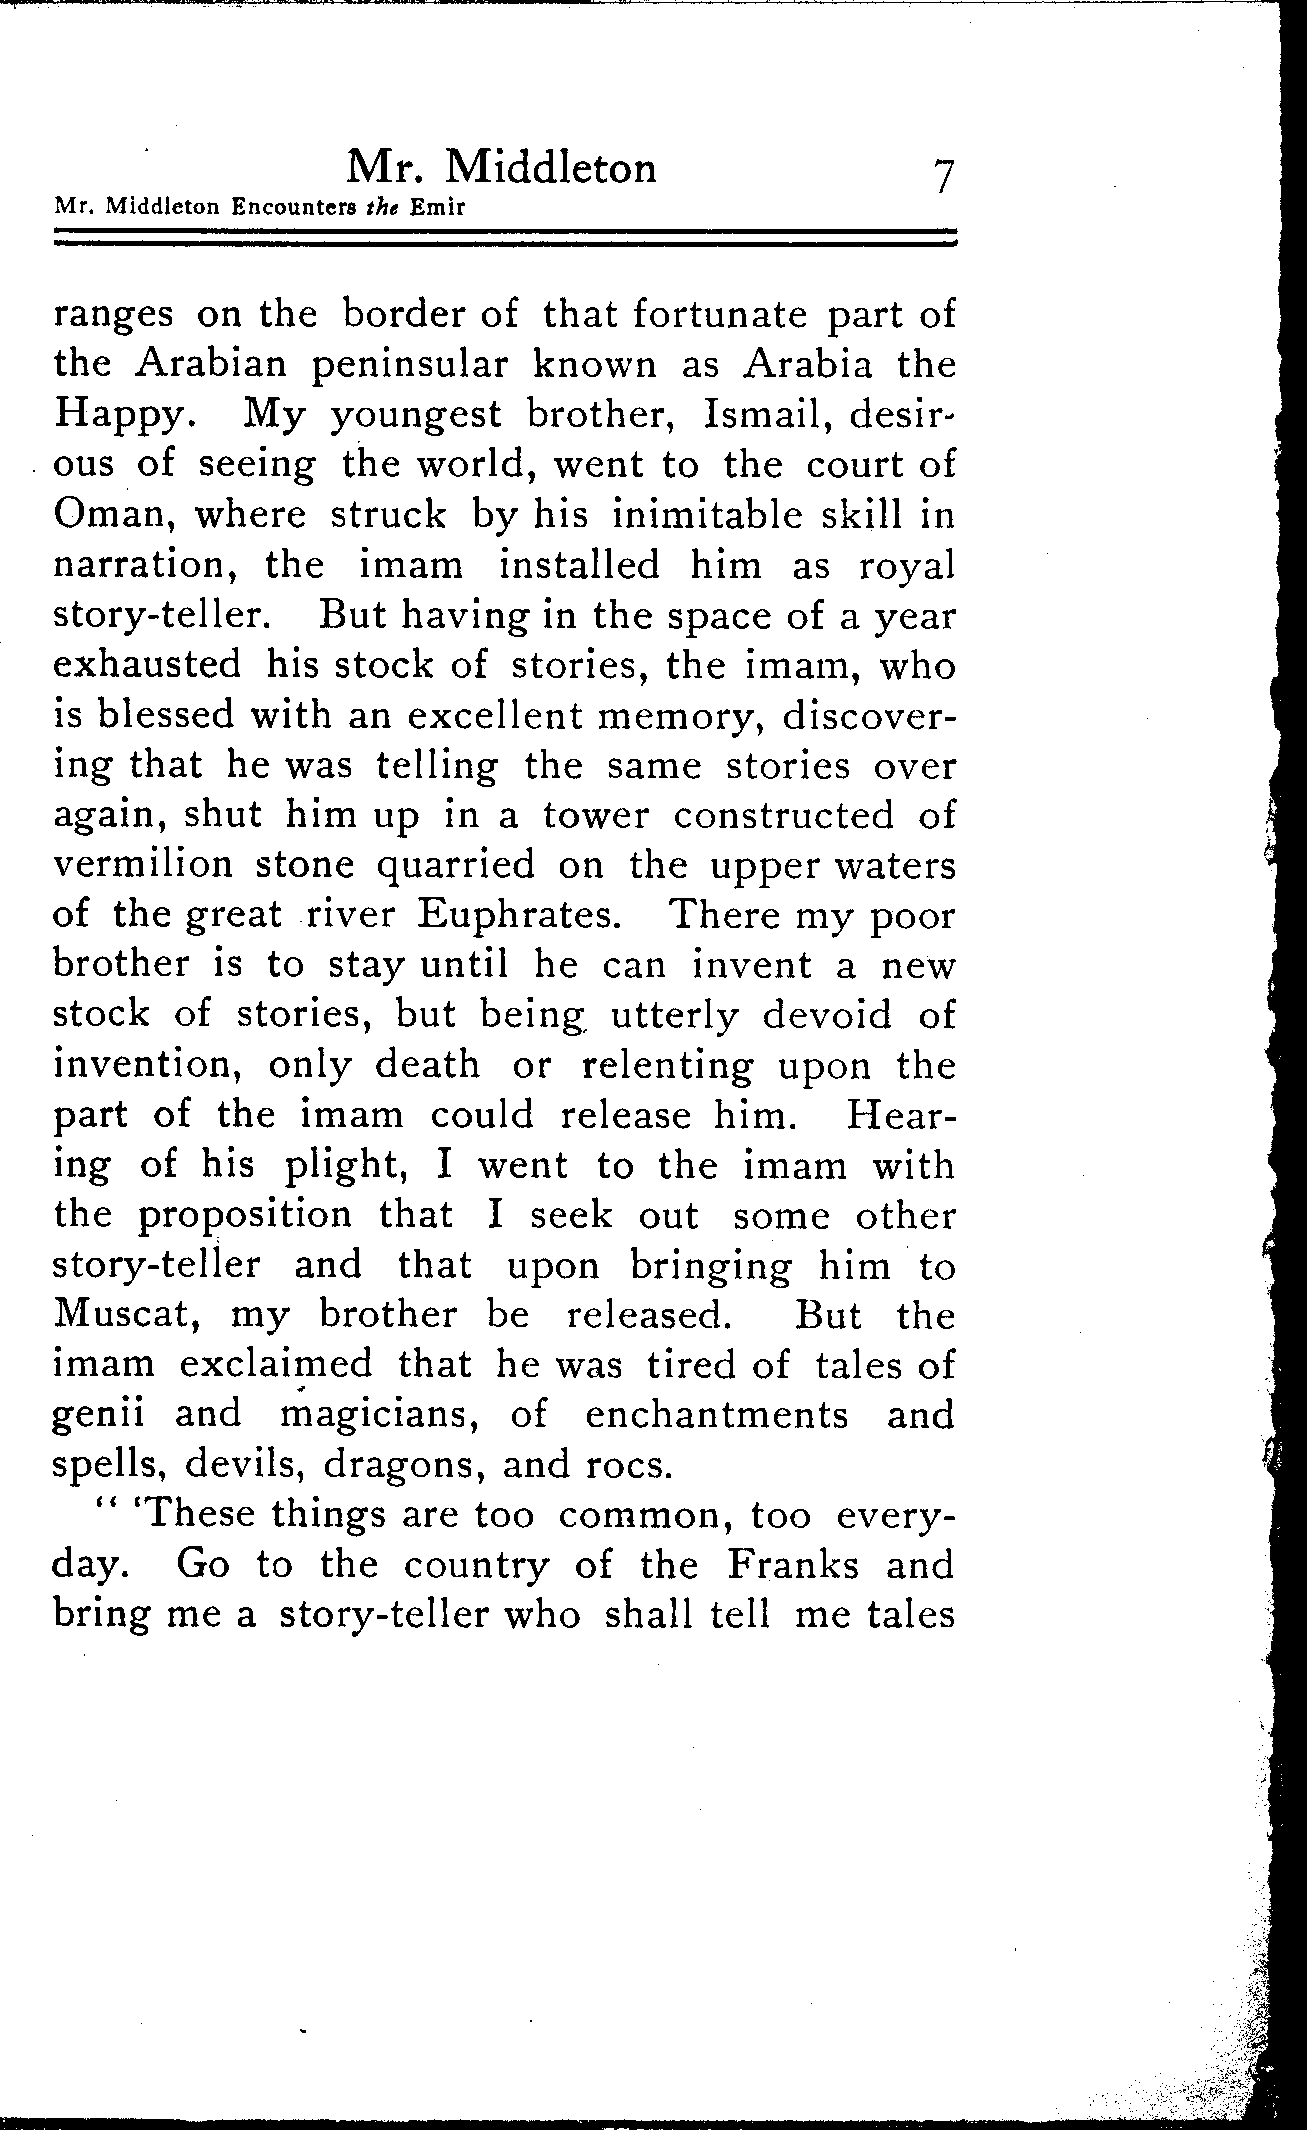 Mr. Middleton 7
Mr. Middleton Encounters the Emir
ranges on the border of that fortunate part of
the Arabian peninsular known as Arabia the
Happy. My youngest brother, Ismail, desir-
ous of seeing the world, went to the court of
Oman, where struck by his inimitable skill in
narration, the imam installed him as royal
story-teller. But having in the space of a year
exhausted his stock of stories, the imam, who
is blessed with an excellent memory, discover-
ing that he was telling the same stories over
again, shut him up in a tower constructed of
vermilion stone quarried on the upper waters
of the great river Euphrates. There my poor
brother is to stay until he can invent a new
stock of stories, but being utterly devoid of
invention, only death or relenting upon the
part of the imam could release him. Hear-
ing of his plight, I went to the imam with
the proposition that I seek out some other
story-teller and that upon bringing him to
Muscat, my brother be released. But the
imam exclaimed that he was tired of tales of
genii and magicians, of enchantments and
spells, devils, dragons, and rocs.
“ ‘These things are too common, too every-
day. Go to the country of the Franks and
bring me a story-teller who shall tell me tales